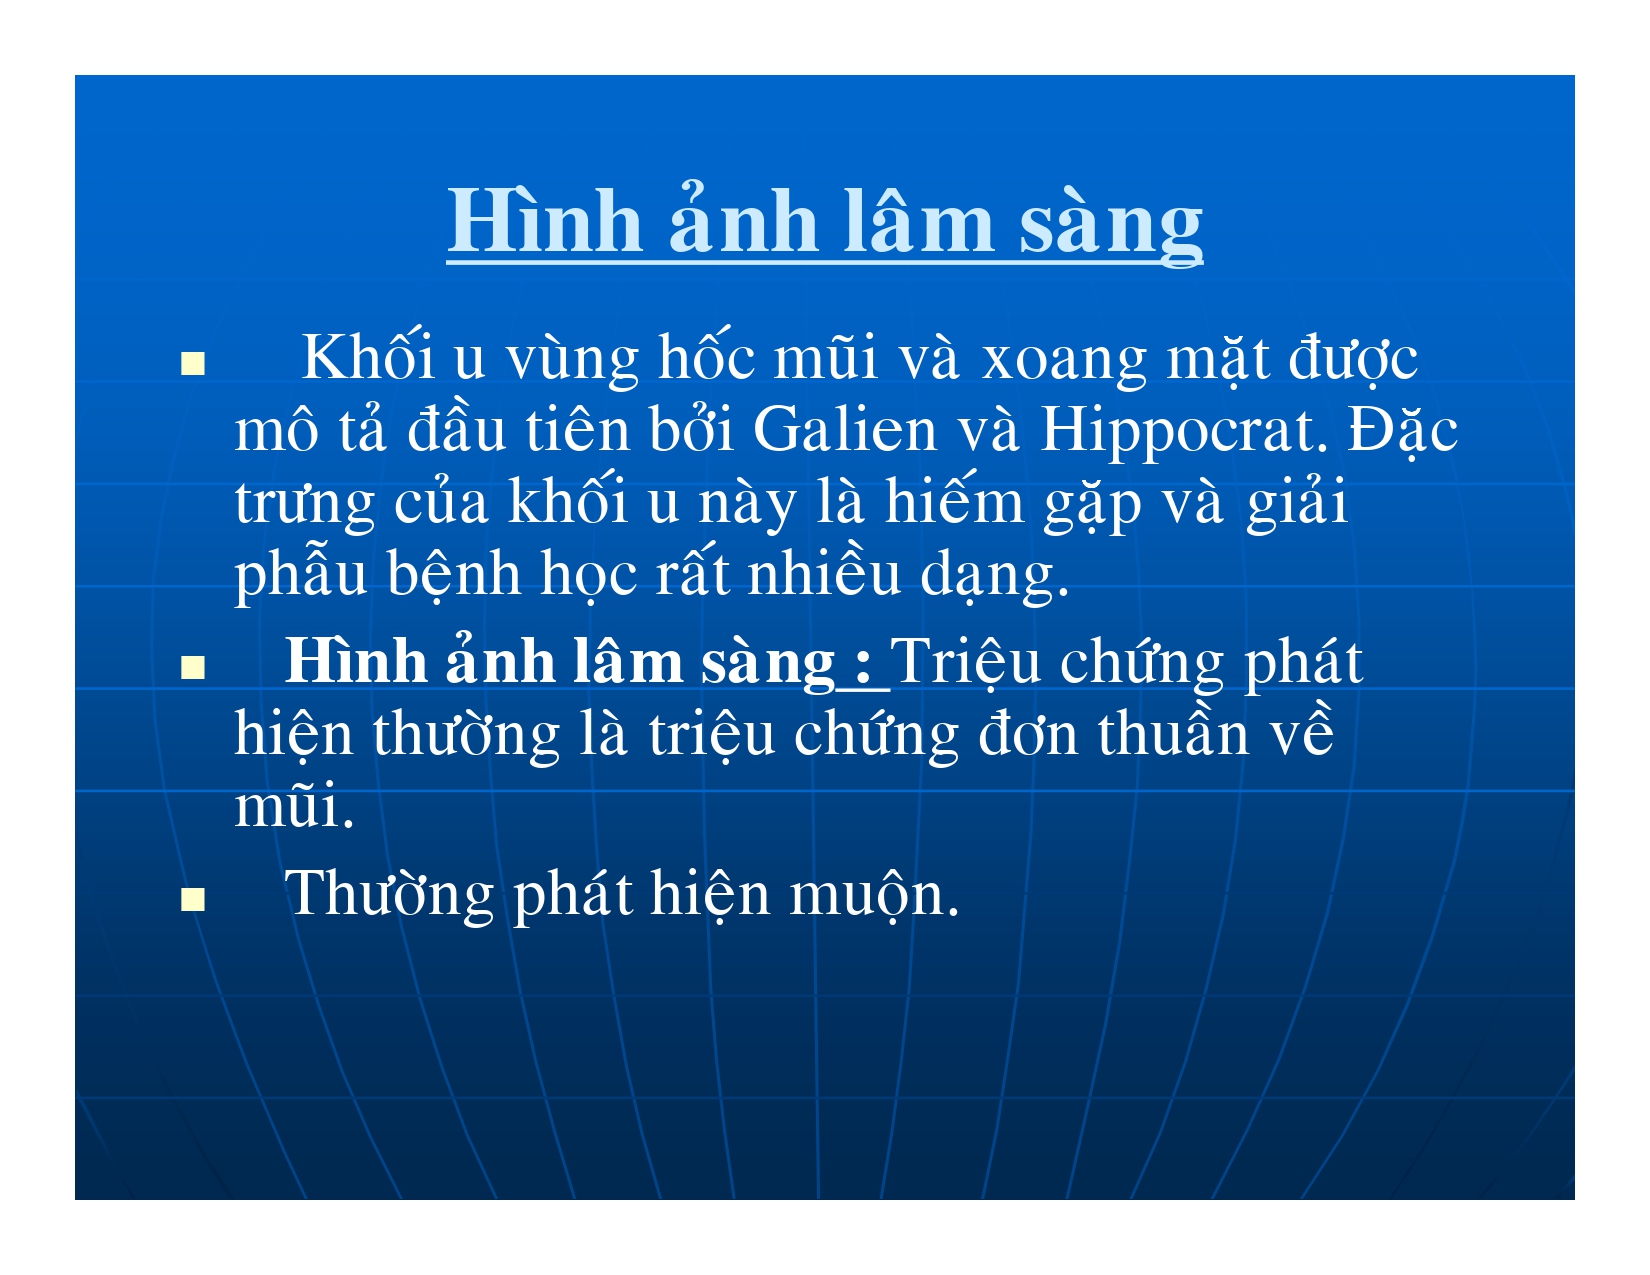 Hình ảnh lâm sàng
Khối u vùng hốc mũi và xoang mặt được
mô tả đầu tiên bởi Galien và Hippocrat. Đặc
trưng của khối u này là hiếm gặp và giải
phẫu bệnh học rất nhiều dạng.
Hình ảnh lâm sàng : Triệu chứng phát
hiện thường là triệu chứng đơn thuần về
mũi.
Thường phát hiện muộn.